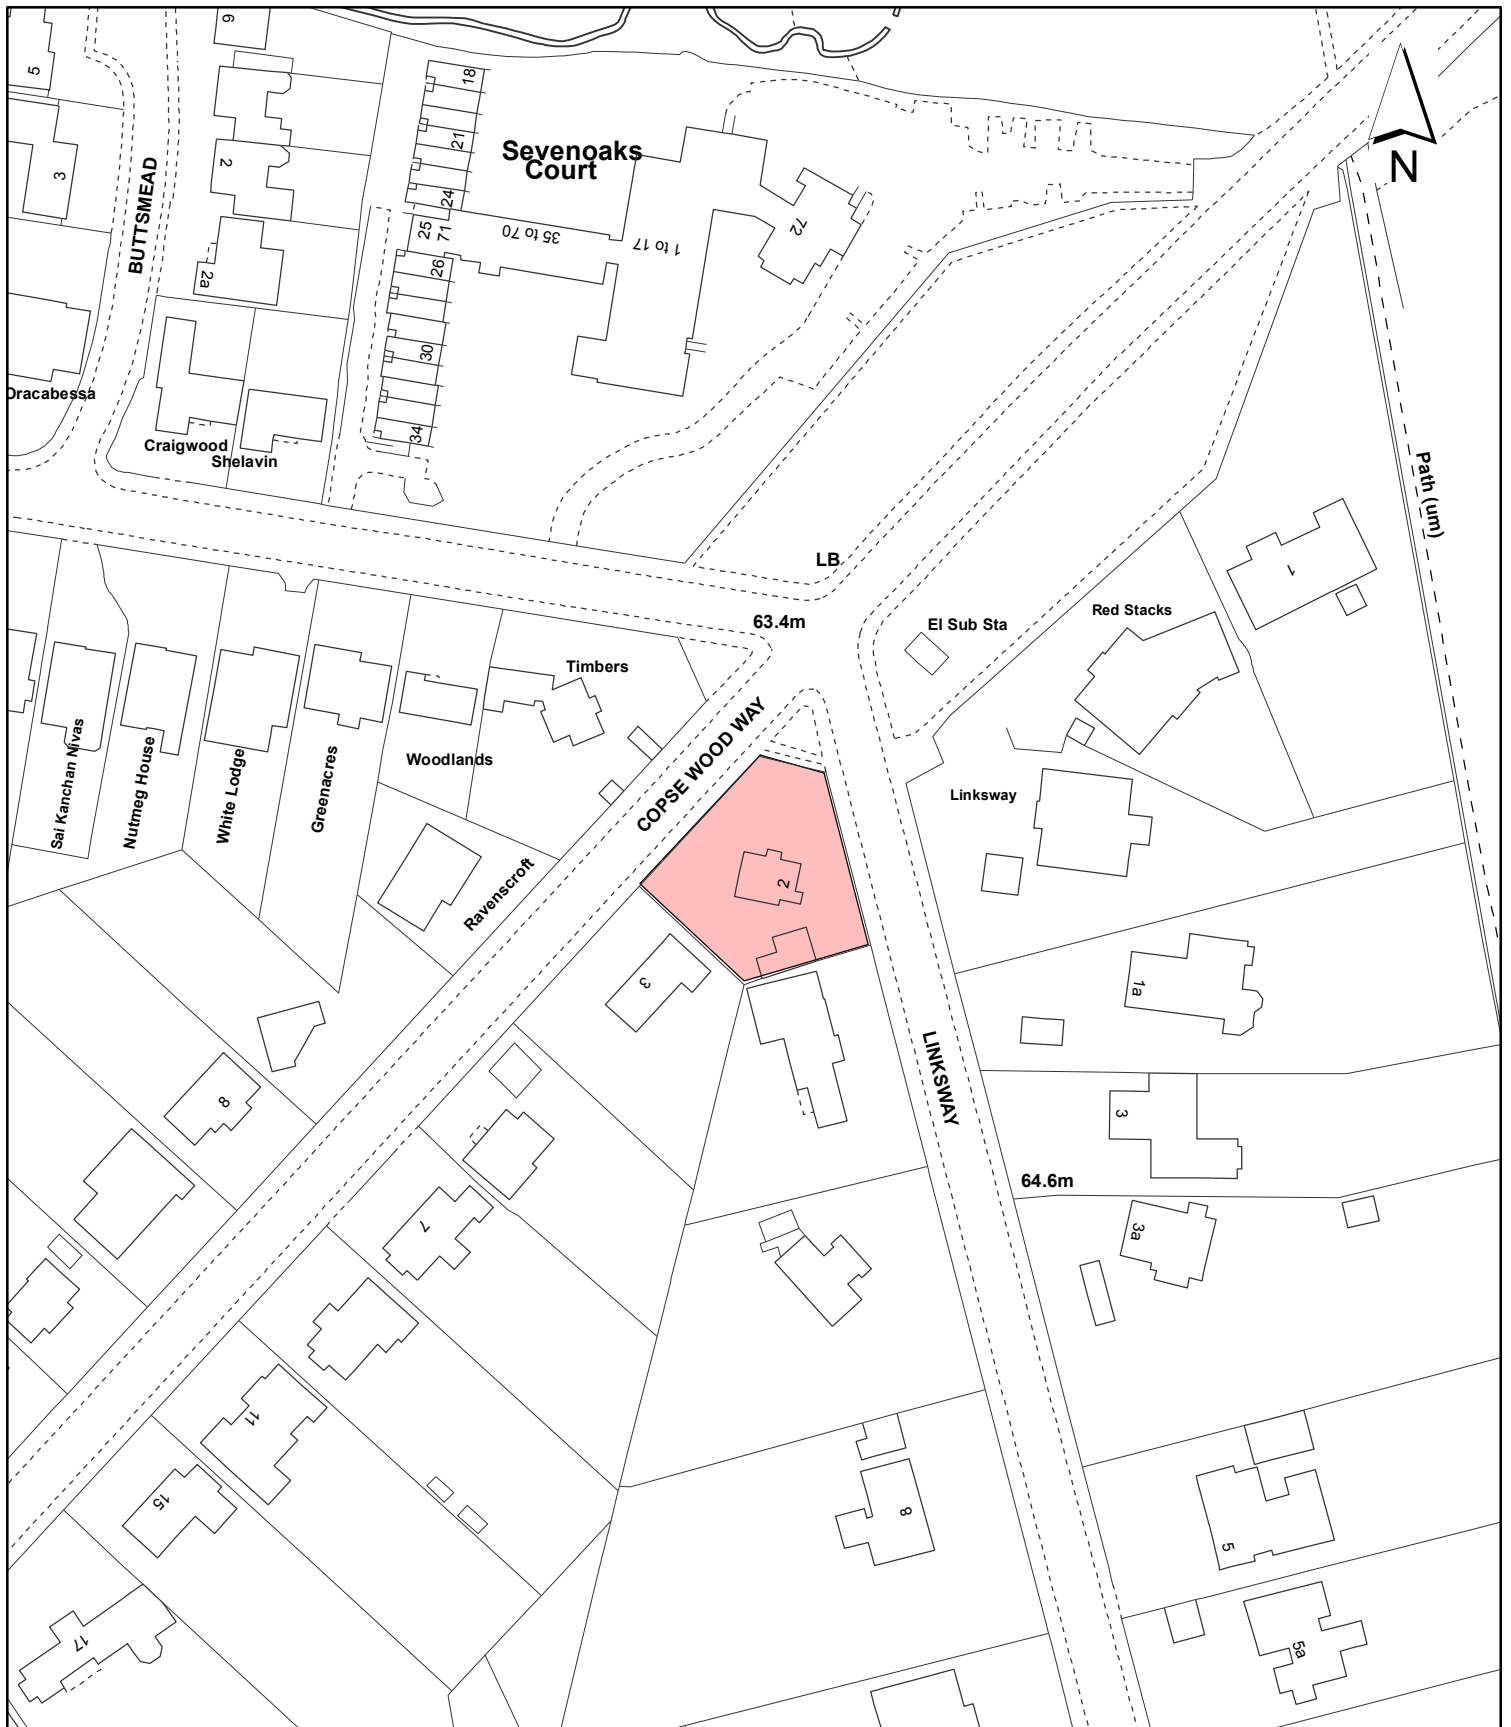 6
5
18
Sevenoaks
Court
21
2
3
BUTTSMEAD
24
72
N
25
71
35 to 70
1 to 17
26
2a
30
Dracabessa
34
Craigwood
Shelavin
Path (um)
LB
1
63.4m
El Sub Sta
Red Stacks
Timbers
COPSE WOOD WAY
Woodlands
Sai Kanchan Nivas
Nutmeg House
White Lodge
Greenacres
Linksway
Ravenscroft
2
3
1a
LINKSWAY
8
3
64.6m
7
3a
11
15
8
5
17
5a